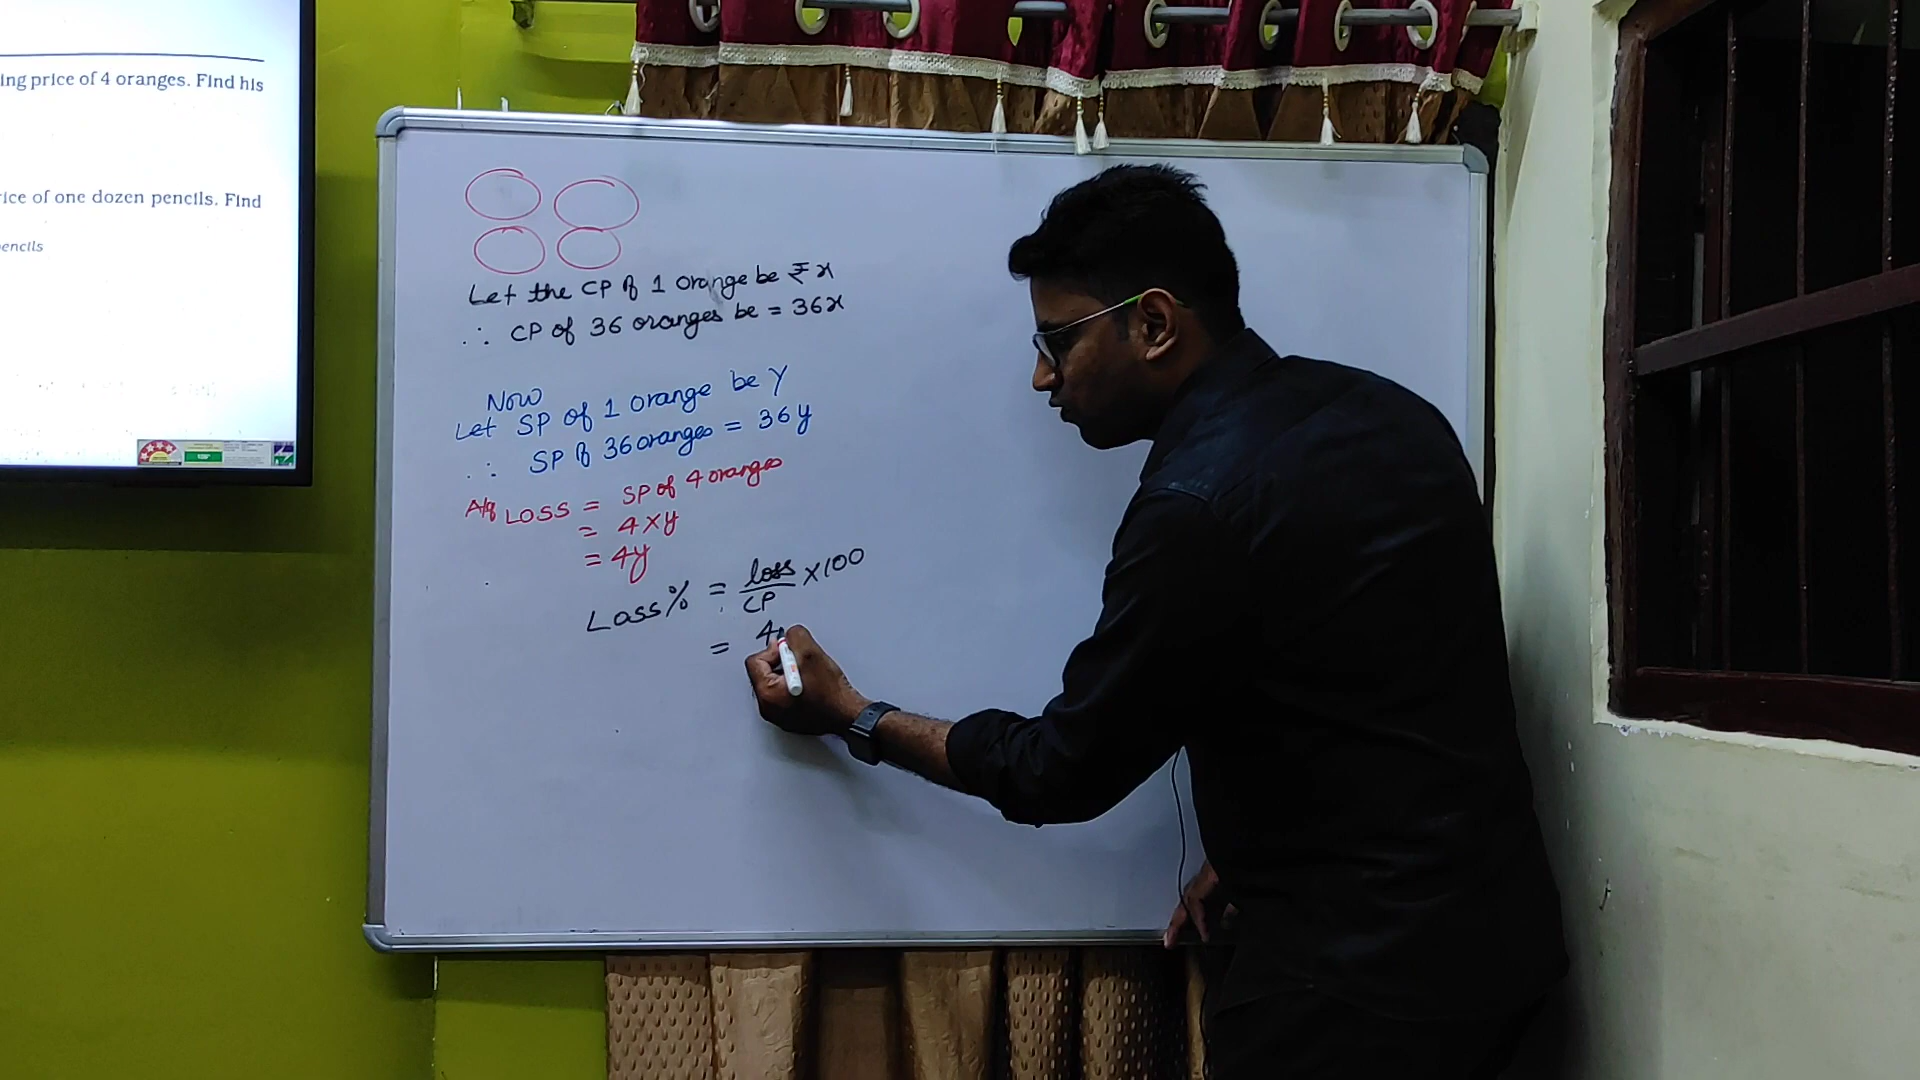 ing price of 4 oranges. Find his
rice of one dozen pencils. Find
encils
Let the CP of 1 orange be ₹ x
∴ CP of 36 oranges be = 36x
Now
Let SP of 1 orange be Y
∴ SP of 36 oranges = 36y
A/q LOSS = SP of 4 oranges
= 4×y
= 4y
Loss% = loss/CP ×100
= 4